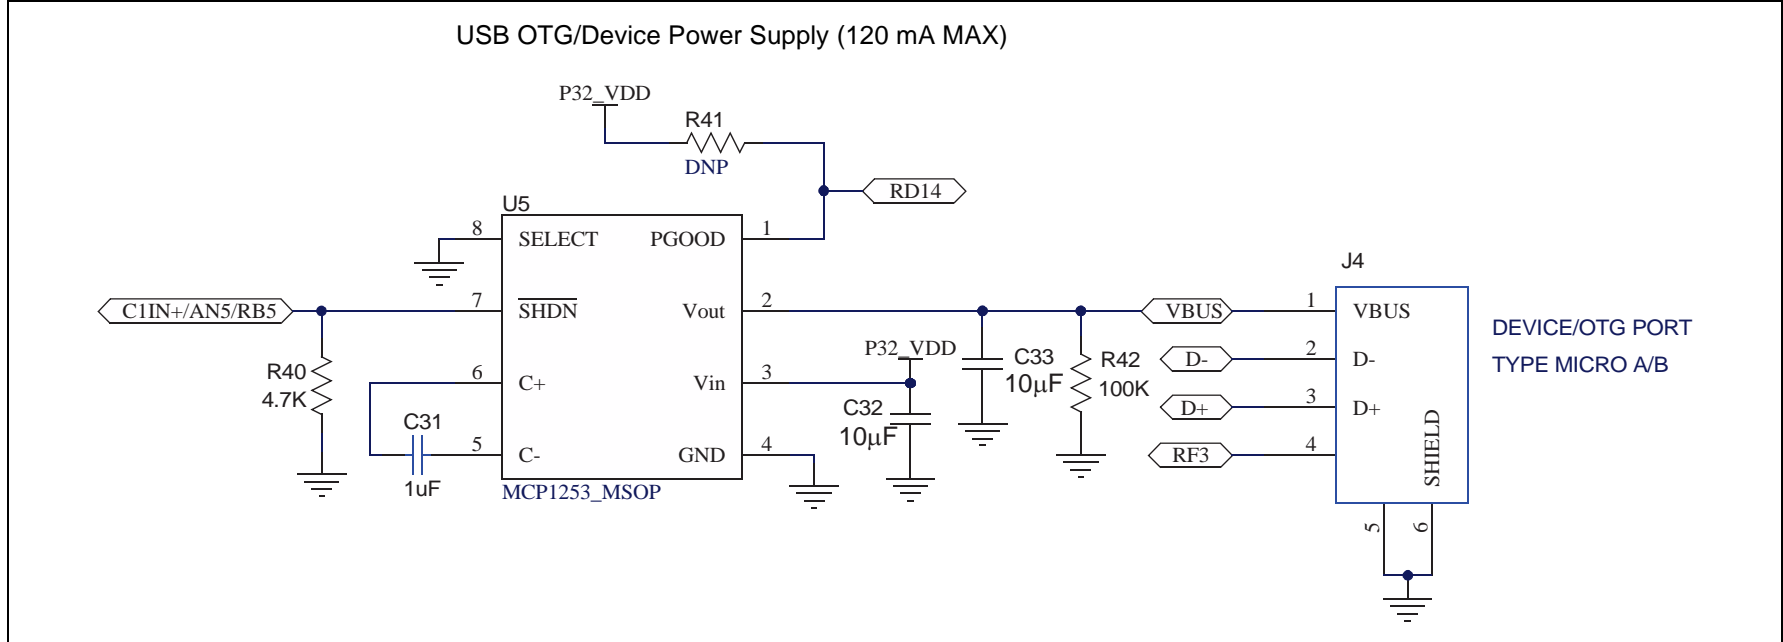 USB OTG/Device Power Supply (120 mA MAX)
P32_VDD
R41
DNP
RD14
U5
8
SELECT
PGOOD
1
J4
C1IN+/AN5/RB5
7
SHDN
Vout
2
VBUS
1
VBUS
DEVICE/OTG PORT
TYPE MICRO A/B
P32_VDD
C33
10µF
R42
100K
D-
2
D-
R40
4.7K
6
C+
Vin
3
C32
10µF
D+
3
D+
C31
1uF
5
C-
GND
4
RF3
4
SHIELD
MCP1253_MSOP
5
6